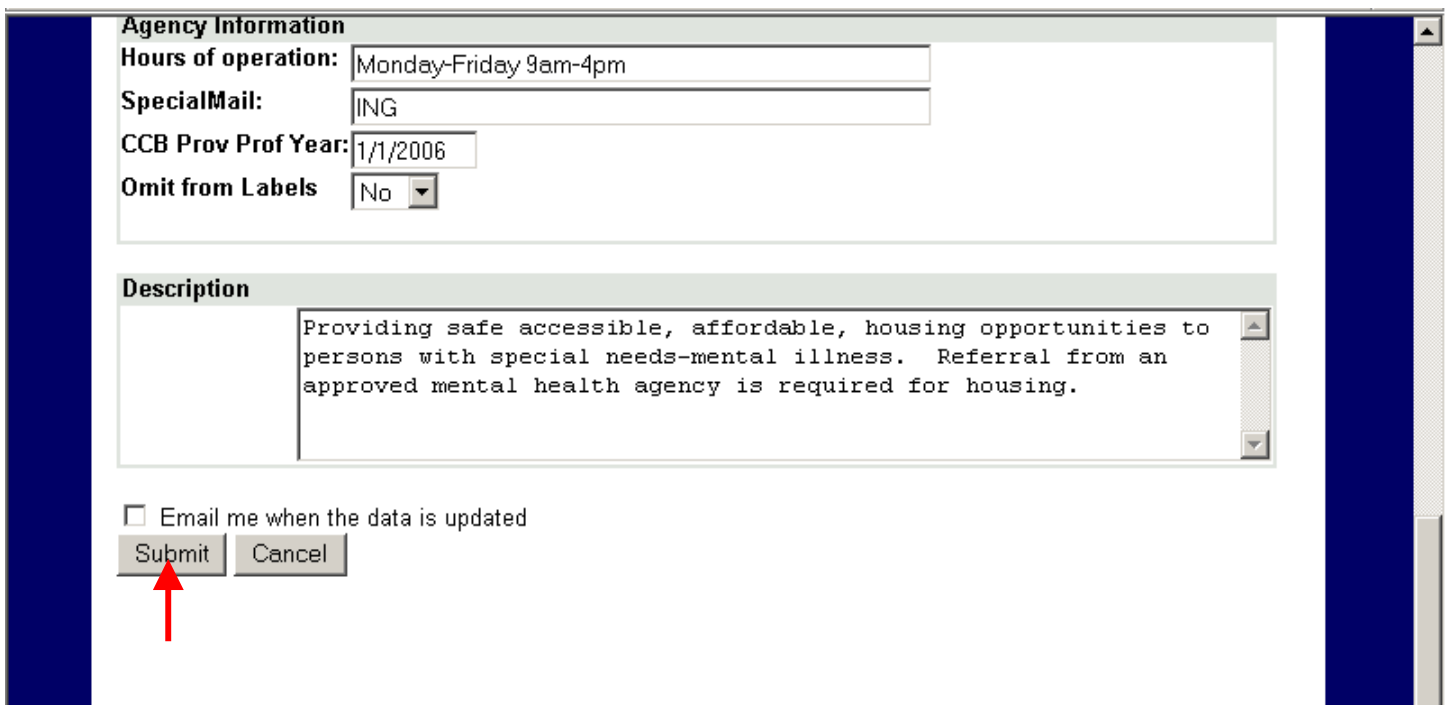 Agency Information
Hours of operation: Monday-Friday 9am-4pm
SpecialMail: ING
CCB Prov Prof Year: 1/1/2006
Omit from Labels No
Description
Providing safe accessible, affordable, housing opportunities to
persons with special needs-mental illness.  Referral from an
approved mental health agency is required for housing.
Email me when the data is updated
Submit Cancel